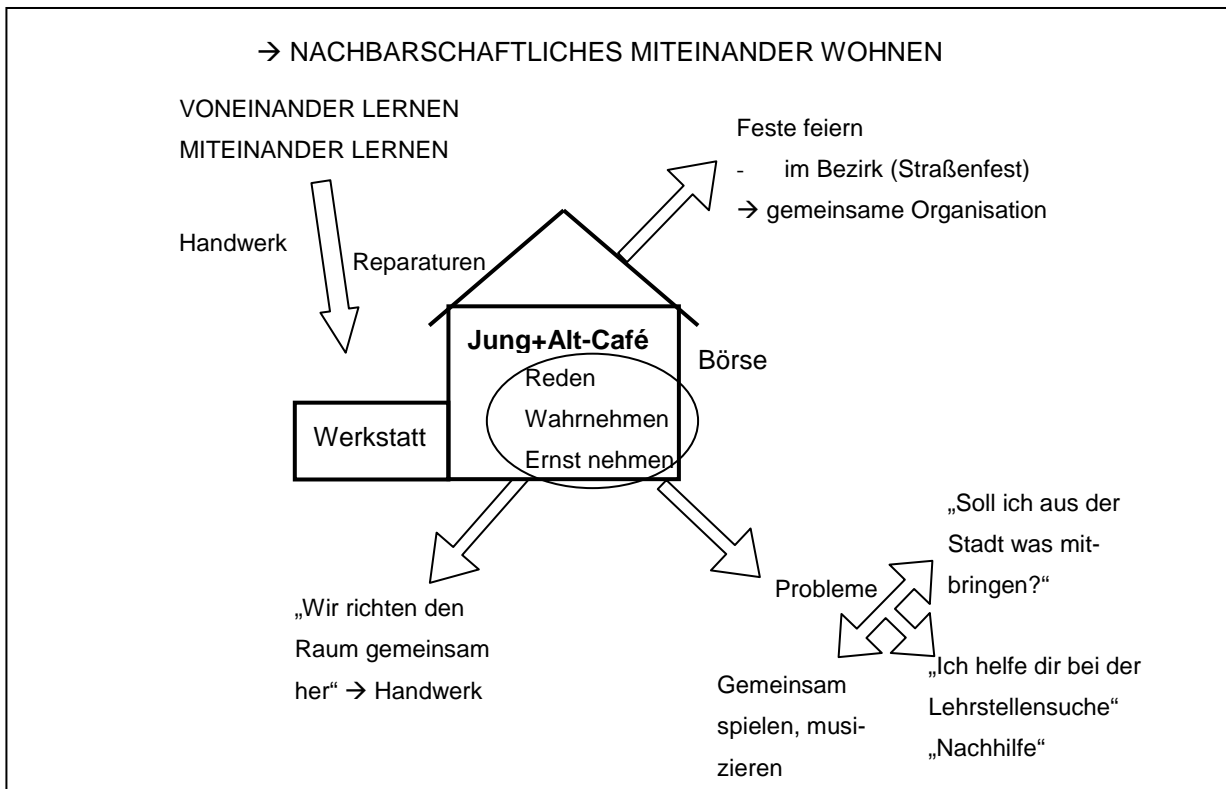 → NACHBARSCHAFTLICHES MITEINANDER WOHNEN
VONEINANDER LERNEN
MITEINANDER LERNEN
Feste feiern
- im Bezirk (Straßenfest)
→ gemeinsame Organisation
Handwerk
Reparaturen
Jung+Alt-Café
Reden
Wahrnehmen
Ernst nehmen
Börse
Werkstatt
„Wir richten den
Raum gemeinsam
her“ → Handwerk
Probleme
„Soll ich aus der
Stadt was mit-
bringen?“
Gemeinsam
spielen, musi-
zieren
„Ich helfe dir bei der
Lehrstellensuche“
„Nachhilfe“